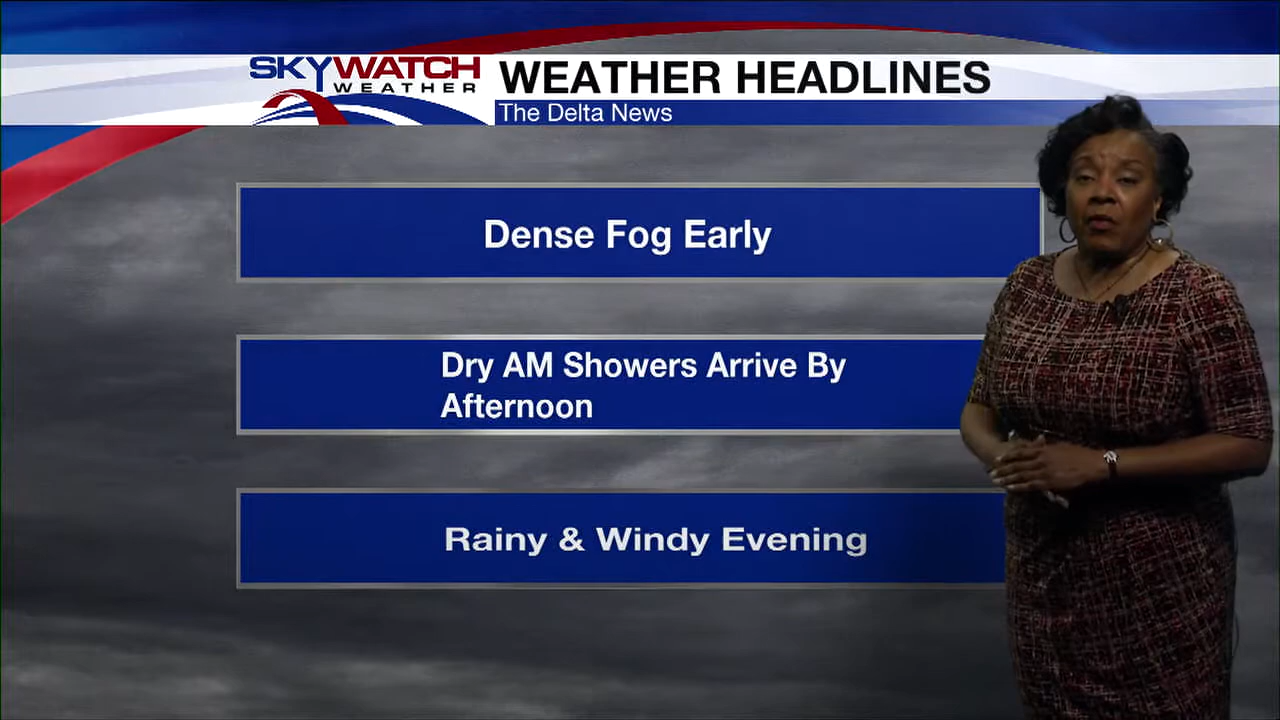 SKYWATCH
WEATHER
WEATHER HEADLINES
The Delta News
Dense Fog Early
Dry AM Showers Arrive By
Afternoon
Rainy & Windy Evening